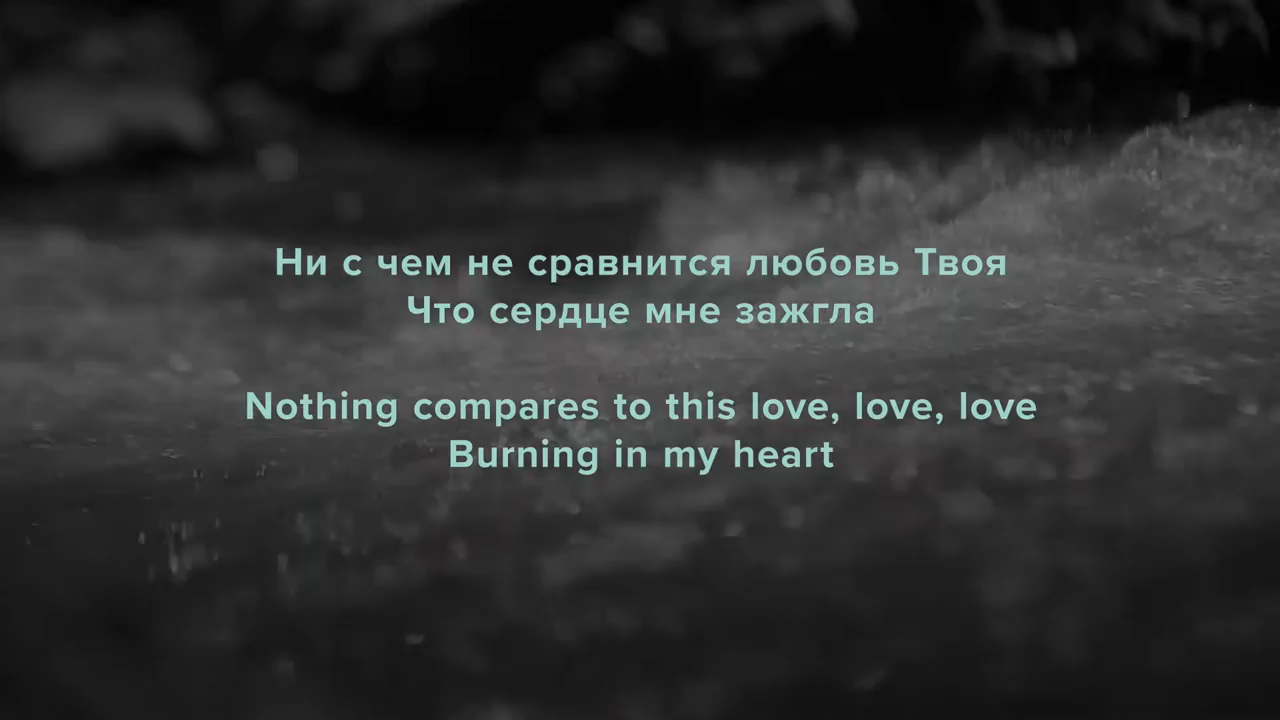 Ни с чем не сравнится любовь Твоя
Что сердце мне зажгла
Nothing compares to this love, love, love
Burning in my heart